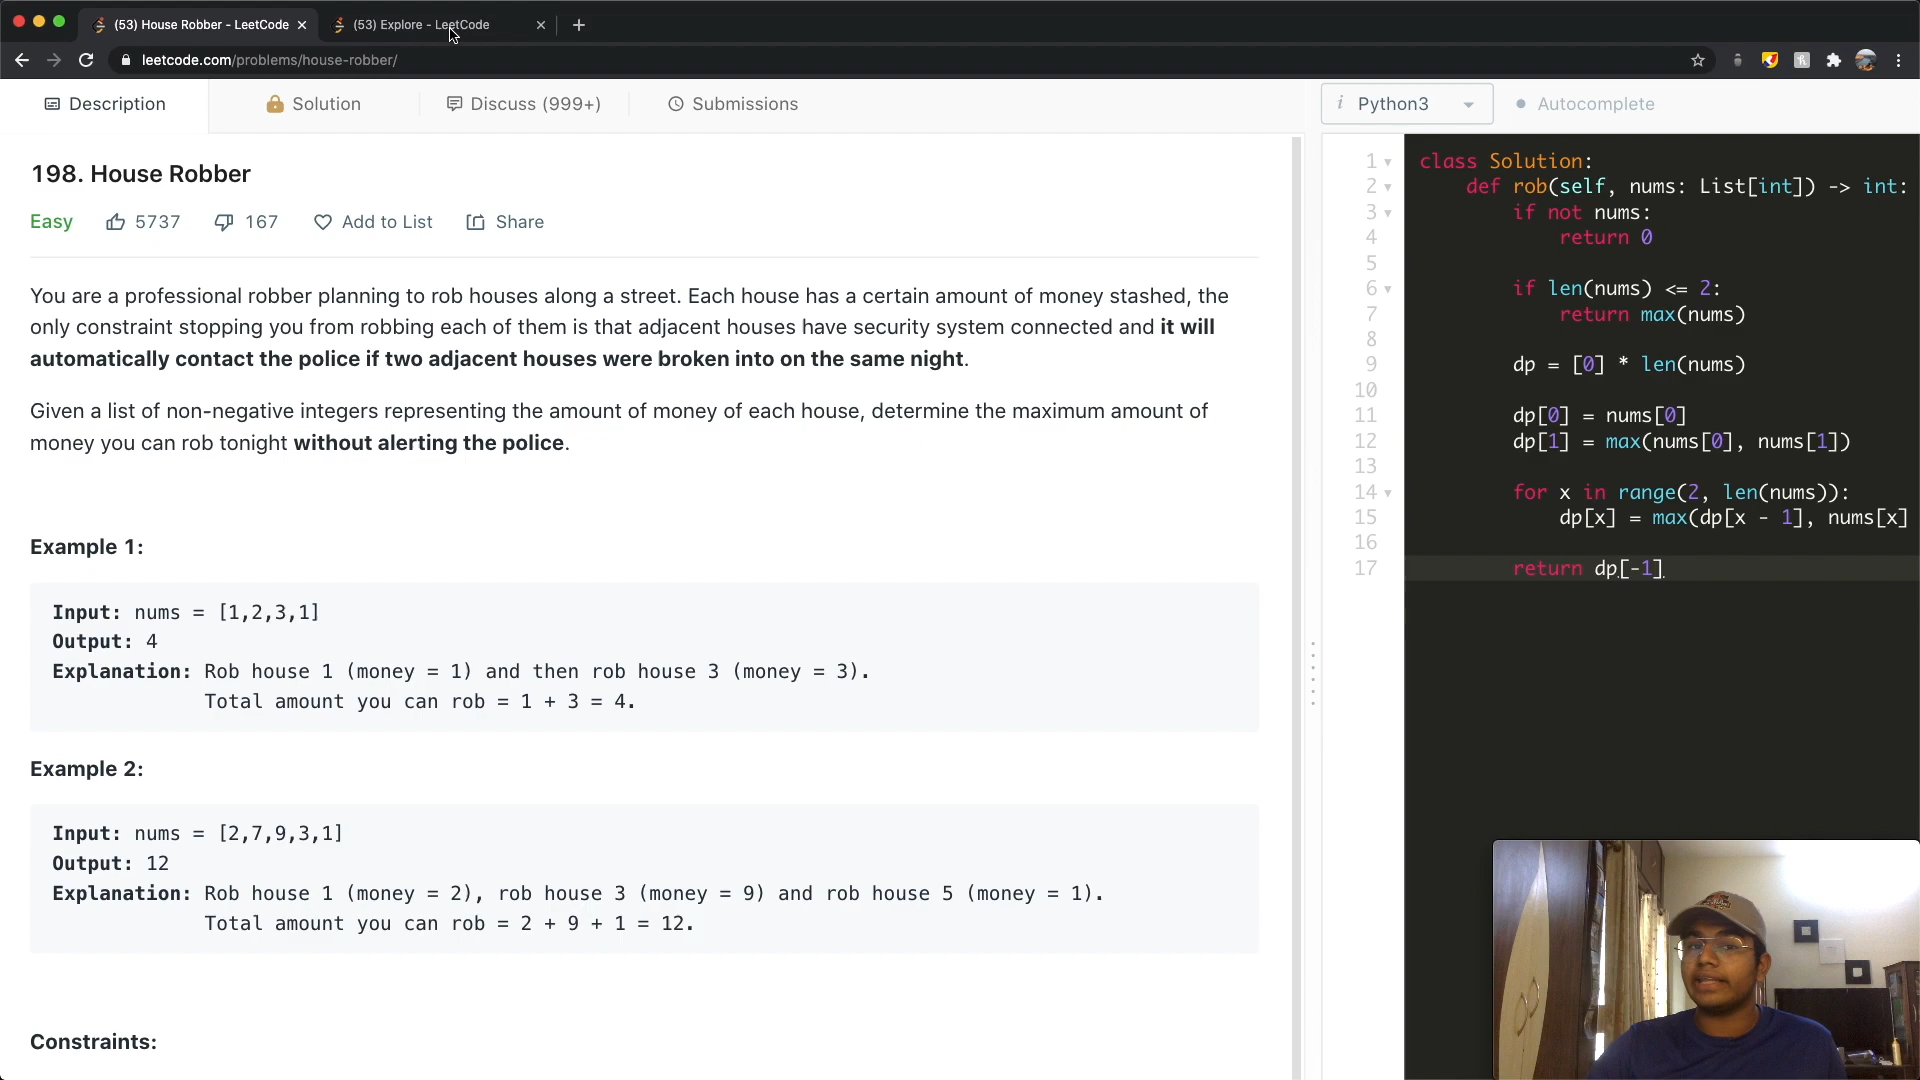 (53) House Robber - LeetCode
(53) Explore - LeetCode
leetcode.com/problems/house-robber/
Description
Solution
Discuss (999+)
Submissions
i Python3
Autocomplete
198. House Robber
Easy 5737 167 Add to List Share
You are a professional robber planning to rob houses along a street. Each house has a certain amount of money stashed, the
only constraint stopping you from robbing each of them is that adjacent houses have security system connected and it will
automatically contact the police if two adjacent houses were broken into on the same night.
Given a list of non-negative integers representing the amount of money of each house, determine the maximum amount of
money you can rob tonight without alerting the police.
Example 1:
Input: nums = [1,2,3,1]
Output: 4
Explanation: Rob house 1 (money = 1) and then rob house 3 (money = 3).
Total amount you can rob = 1 + 3 = 4.
Example 2:
Input: nums = [2,7,9,3,1]
Output: 12
Explanation: Rob house 1 (money = 2), rob house 3 (money = 9) and rob house 5 (money = 1).
Total amount you can rob = 2 + 9 + 1 = 12.
Constraints:
1 class Solution:
2 def rob(self, nums: List[int]) -> int:
3 if not nums:
4 return 0
5
6 if len(nums) <= 2:
7 return max(nums)
8
9 dp = [0] * len(nums)
10
11 dp[0] = nums[0]
12 dp[1] = max(nums[0], nums[1])
13
14 for x in range(2, len(nums)):
15 dp[x] = max(dp[x - 1], nums[x]
16
17 return dp[-1]